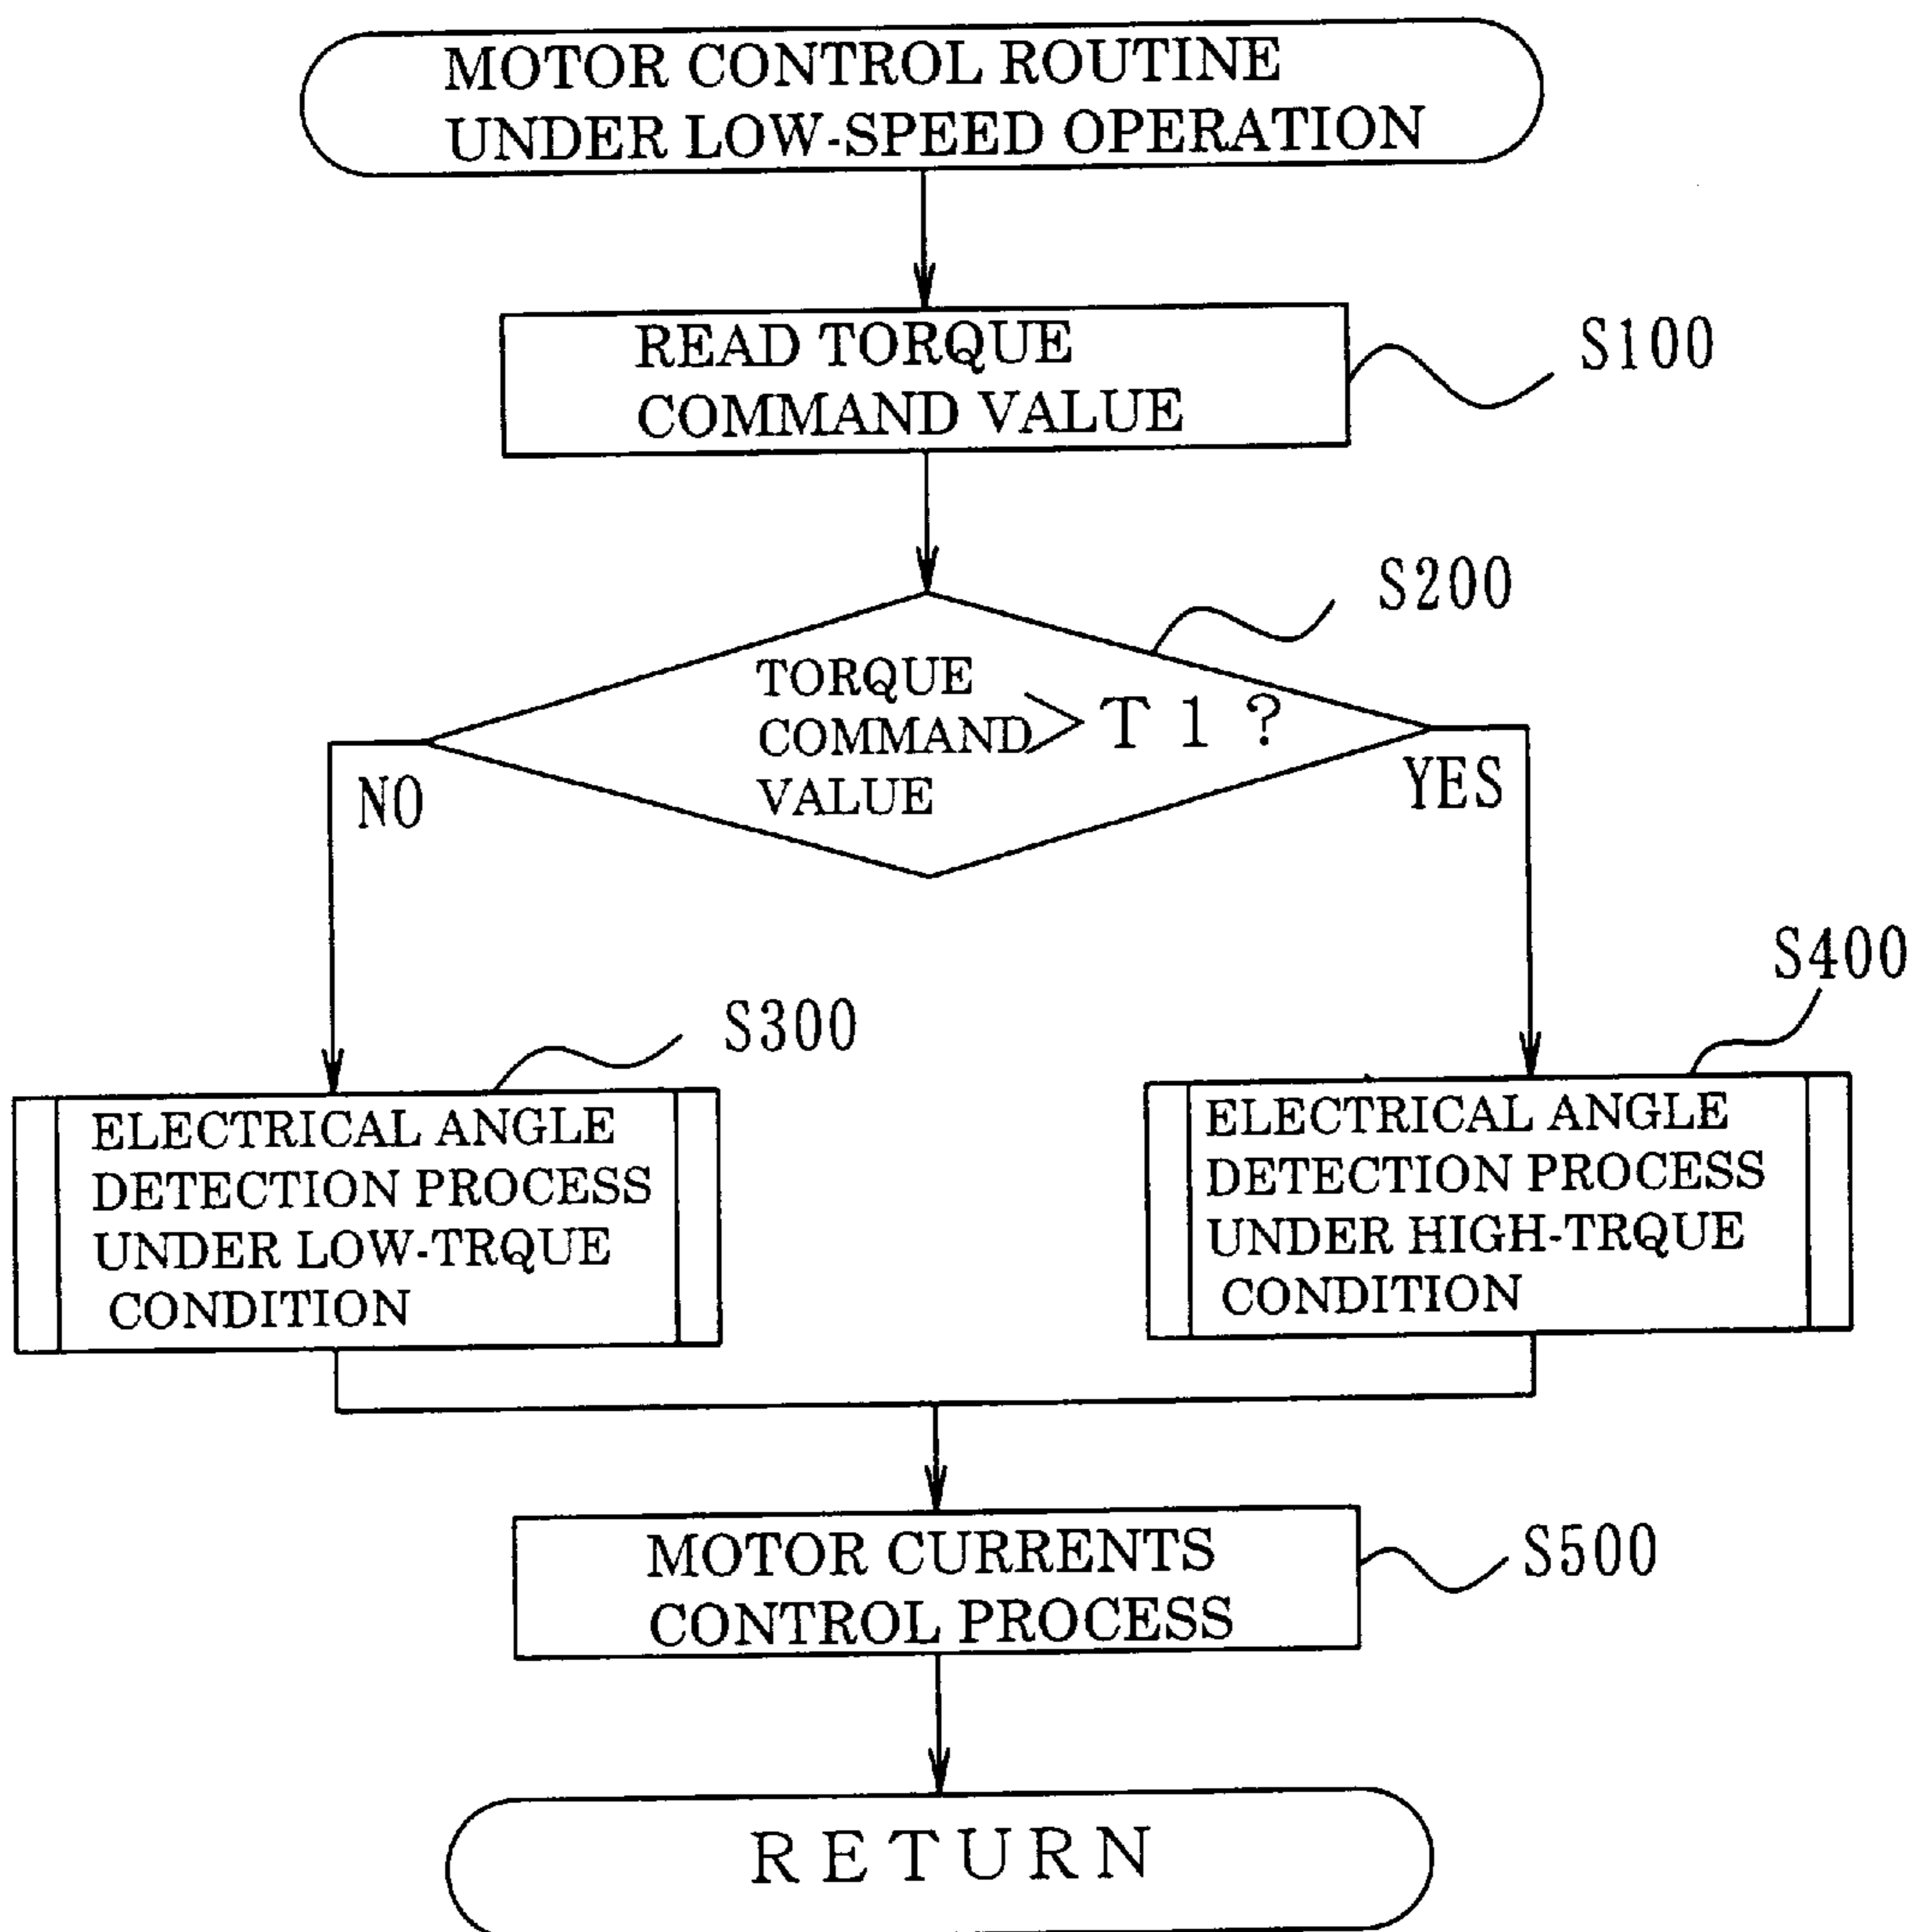 MOTOR CONTROL ROUTINE
UNDER LOW-SPEED OPERATION
READ TORQUE
COMMAND VALUE
S100
S200
TORQUE
COMMAND > T 1 ?
VALUE
NO
YES
S300
S400
ELECTRICAL ANGLE
DETECTION PROCESS
UNDER LOW-TRQUE
CONDITION
ELECTRICAL ANGLE
DETECTION PROCESS
UNDER HIGH-TRQUE
CONDITION
MOTOR CURRENTS
CONTROL PROCESS
S500
RETURN